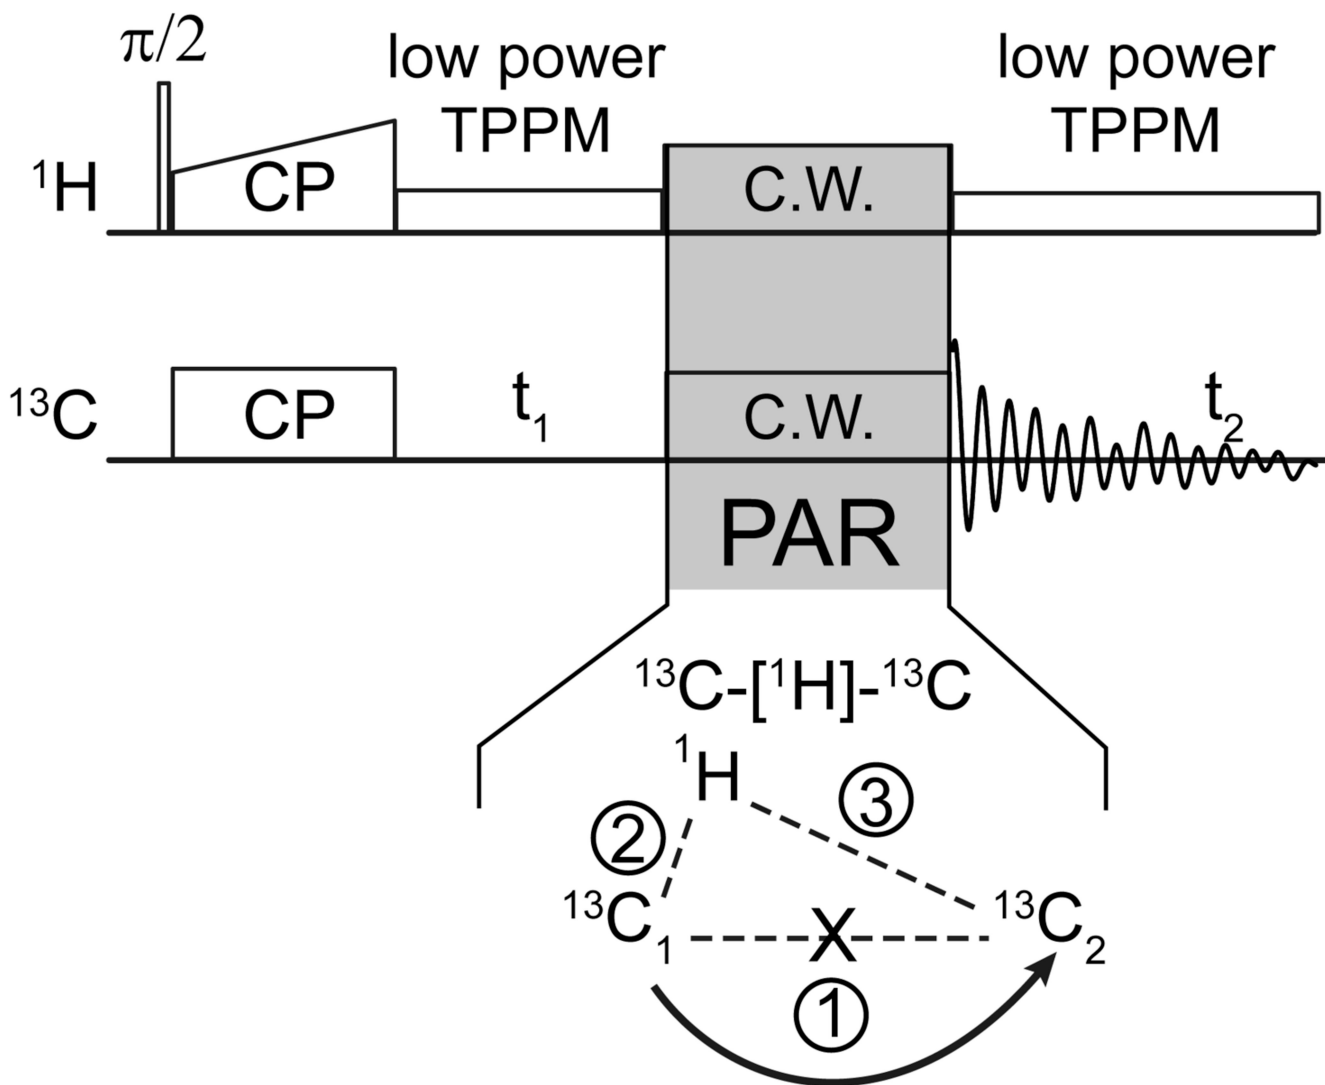 π/2
low power
TPPM
low power
TPPM
¹H
CP
C.W.
¹³C
CP
t₁
C.W.
t₂
PAR
¹³C-[¹H]-¹³C
¹H
③
②
¹³C₁
X
¹³C₂
①